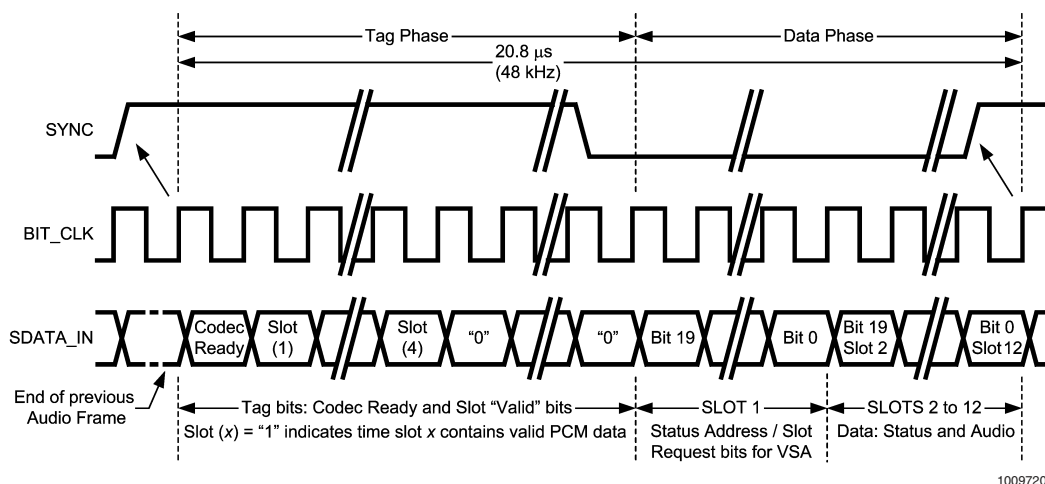 Tag Phase
Data Phase
20.8 µs
(48 kHz)
SYNC
BIT_CLK
SDATA_IN
Codec
Ready
Slot
(1)
Slot
(4)
“0”
“0”
Bit 19
Bit 0
Bit 19
Slot 2
Bit 0
Slot12
End of previous
Audio Frame
Tag bits: Codec Ready and Slot “Valid” bits
Slot (x) = “1” indicates time slot x contains valid PCM data
SLOT 1
Status Address / Slot
Request bits for VSA
SLOTS 2 to 12
Data: Status and Audio
1009720